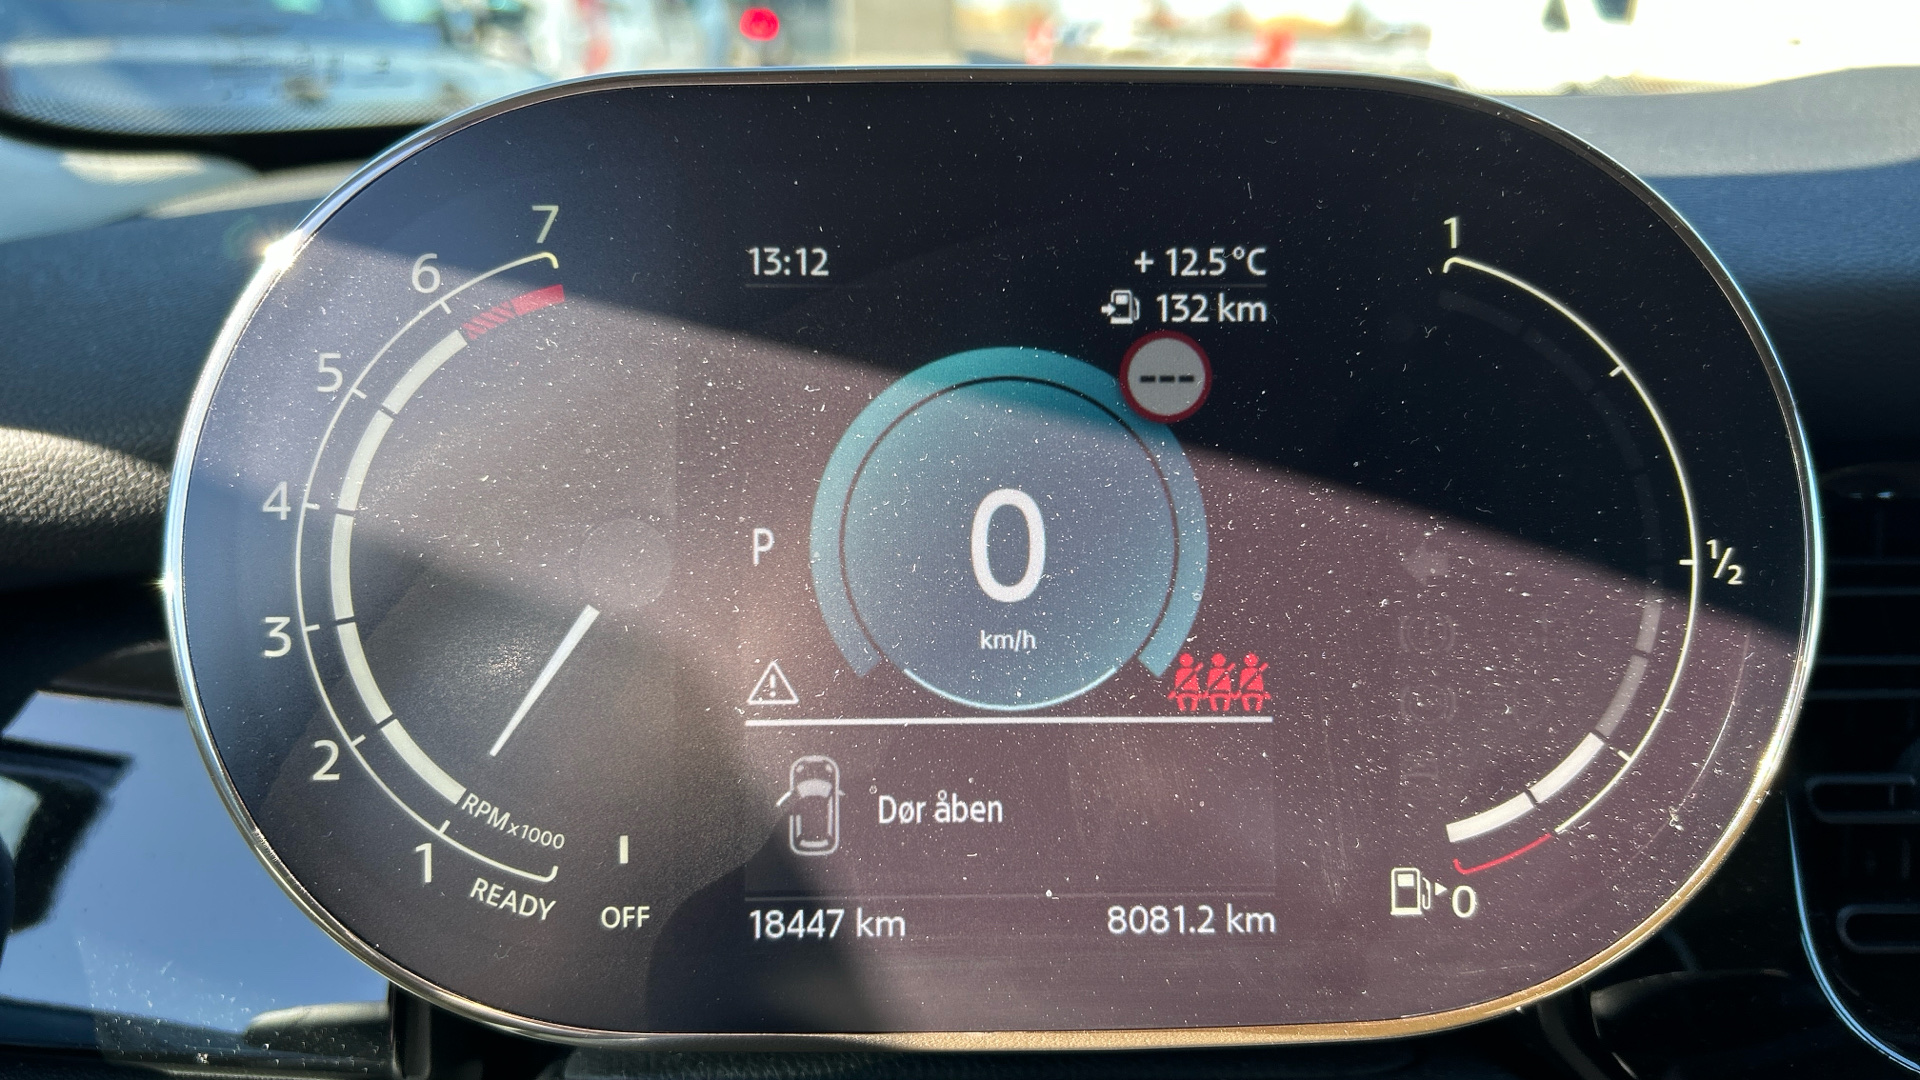 7
6
5
4
3
2
1
RPM x1000
READY
OFF
13:12
+ 12.5°C
132 km
---
P
0
km/h
Dør åben
18447 km
8081.2 km
1
1/2
0